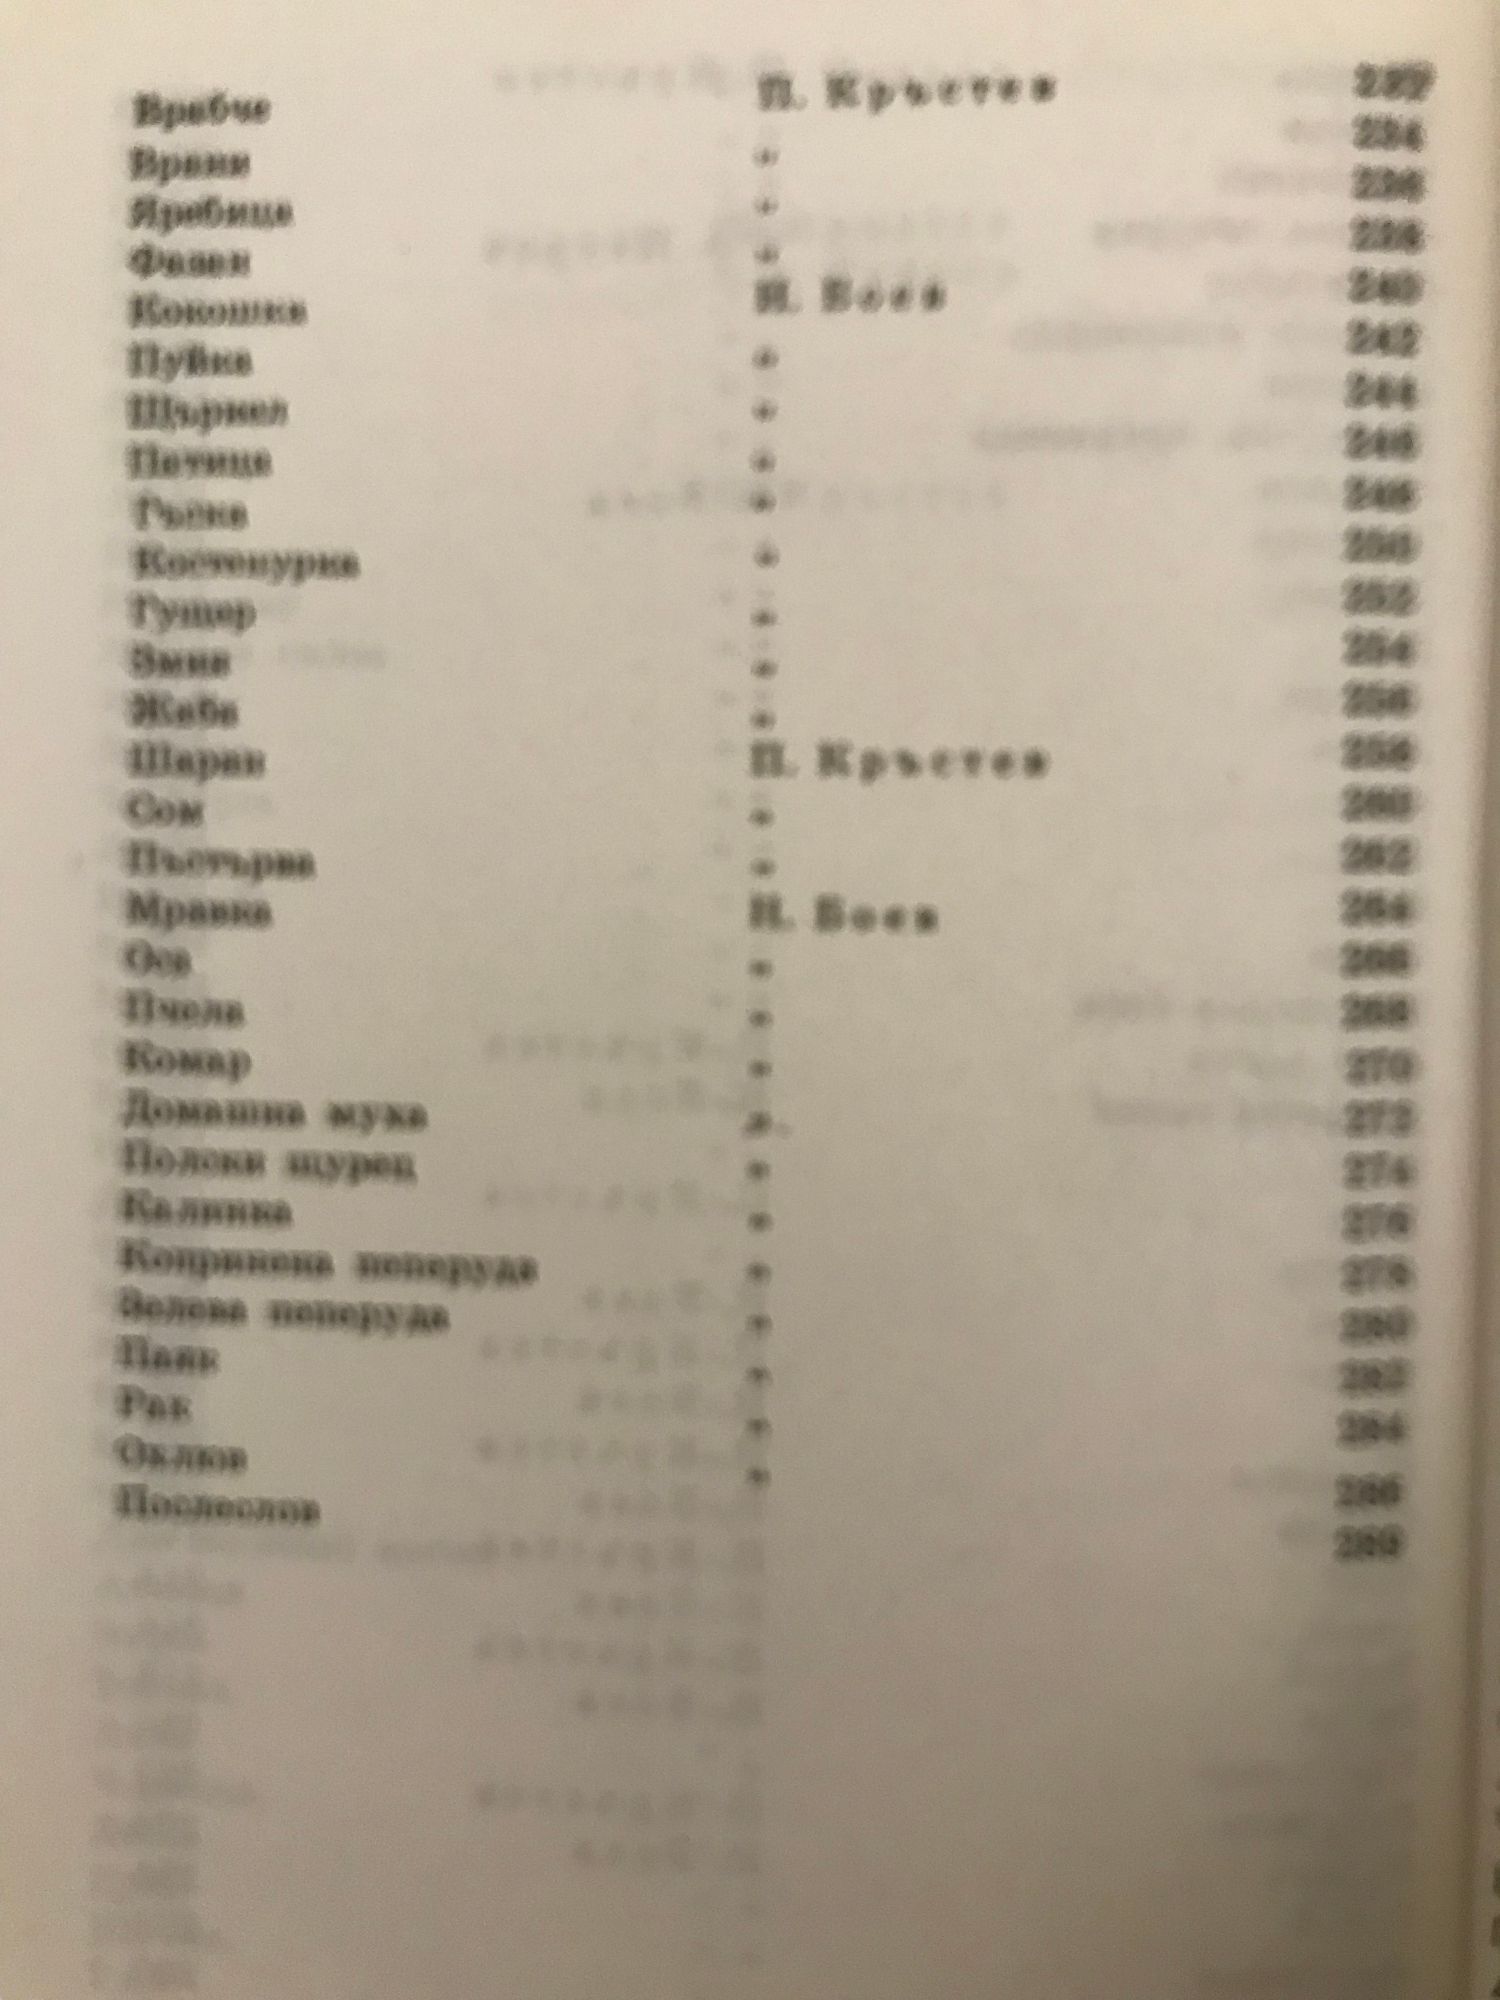 Врабче П. Кръстев 232
Врани " 234
Яребица " 236
Фазан " 238
Кокошка Н. Боев 240
Пуйка " 242
Щъркел " 244
Патица " 246
Гъска " 248
Костенурка " 250
Гущер " 252
Змия " 254
Жаба " 256
Шаран П. Кръстев 258
Сом " 260
Пъстърва " 262
Мравка Н. Боев 264
Оса " 266
Пчела " 268
Комар " 270
Домашна муха " 272
Полски щурец " 274
Калинка " 276
Копринена пеперуда " 278
Зелева пеперуда " 280
Паяк " 282
Рак " 284
Охлюв " 286
Послеслов 289